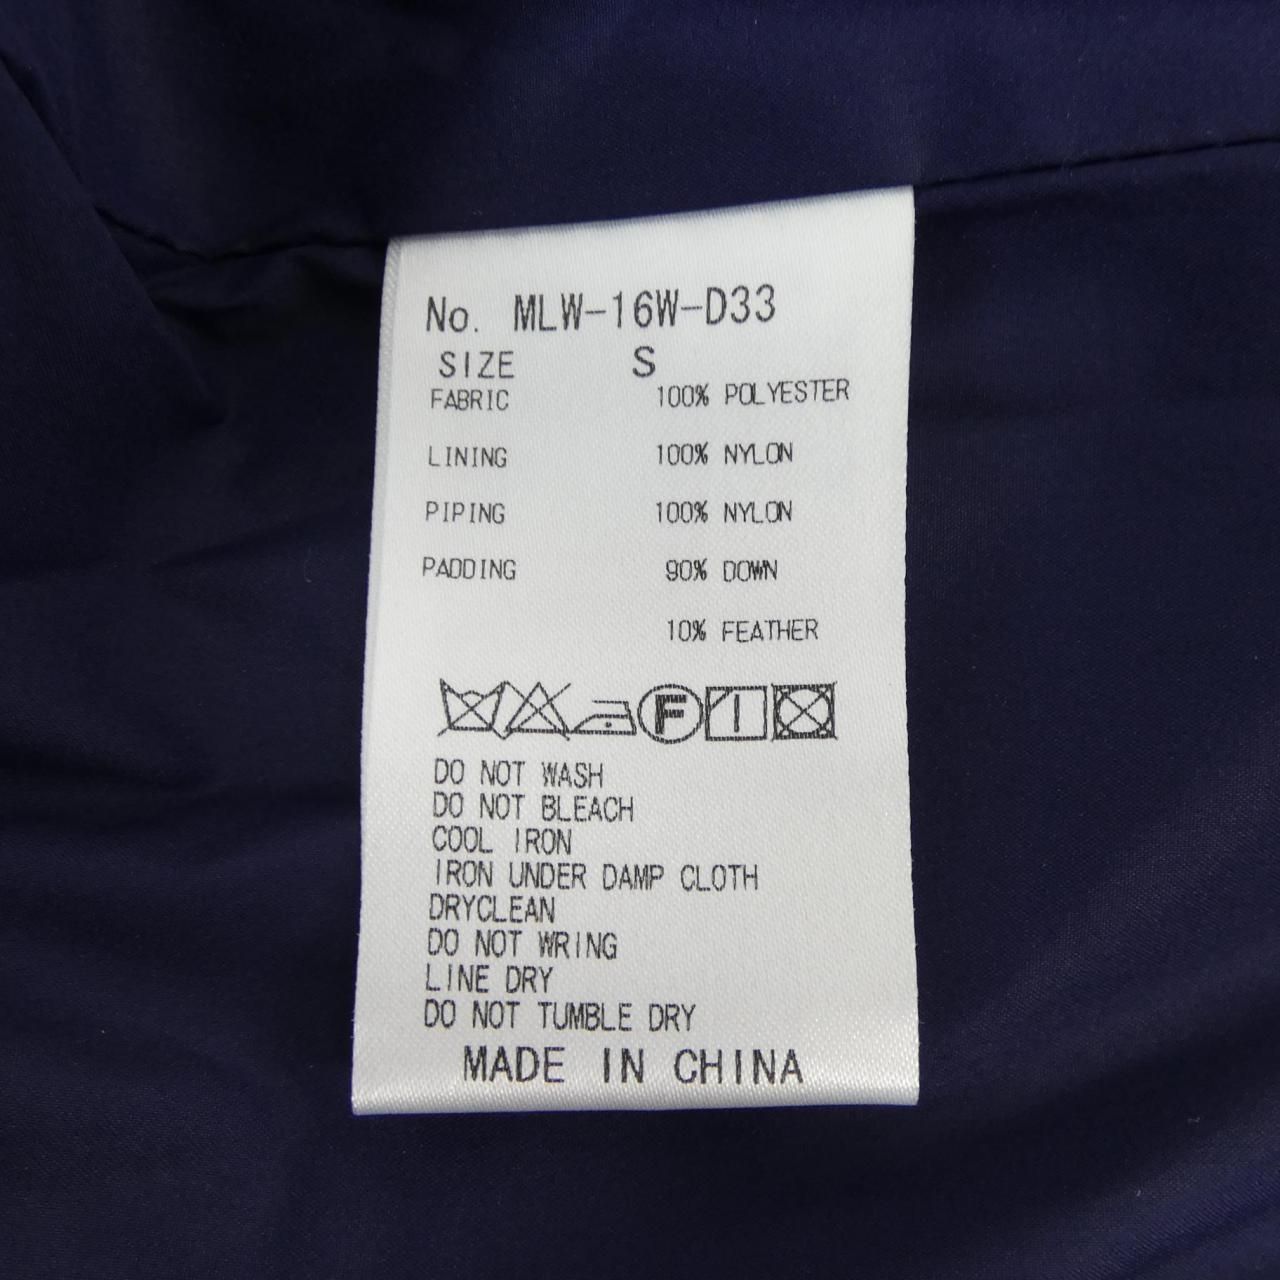 No. MLW-16W-D33
SIZE S
FABRIC 100% POLYESTER
LINING 100% NYLON
PIPING 100% NYLON
PADDING 90% DOWN
10% FEATHER
F
DO NOT WASH
DO NOT BLEACH
COOL IRON
IRON UNDER DAMP CLOTH
DRYCLEAN
DO NOT WRING
LINE DRY
DO NOT TUMBLE DRY
MADE IN CHINA